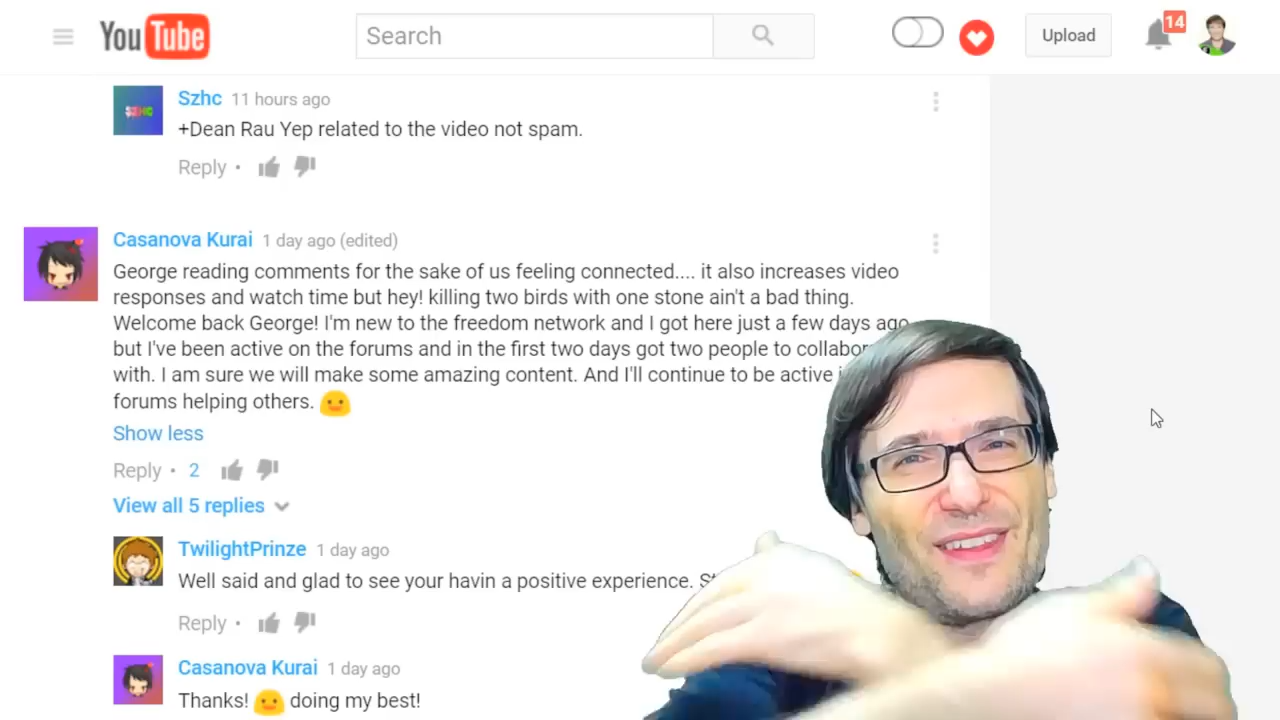 YouTube
Search
Upload
14
SZHC
Szhc 11 hours ago
+Dean Rau Yep related to the video not spam.
Reply •
Casanova Kurai 1 day ago (edited)
George reading comments for the sake of us feeling connected.... it also increases video
responses and watch time but hey! killing two birds with one stone ain't a bad thing.
Welcome back George! I'm new to the freedom network and I got here just a few days ago
but I've been active on the forums and in the first two days got two people to
with. I am sure we will make some amazing content. And I'll continue to be active
forums helping others.
Show less
Reply • 2
View all 5 replies
TwilightPrinze 1 day ago
Well said and glad to see your havin a positive experience.
Reply •
Casanova Kurai 1 day ago
Thanks! doing my best!